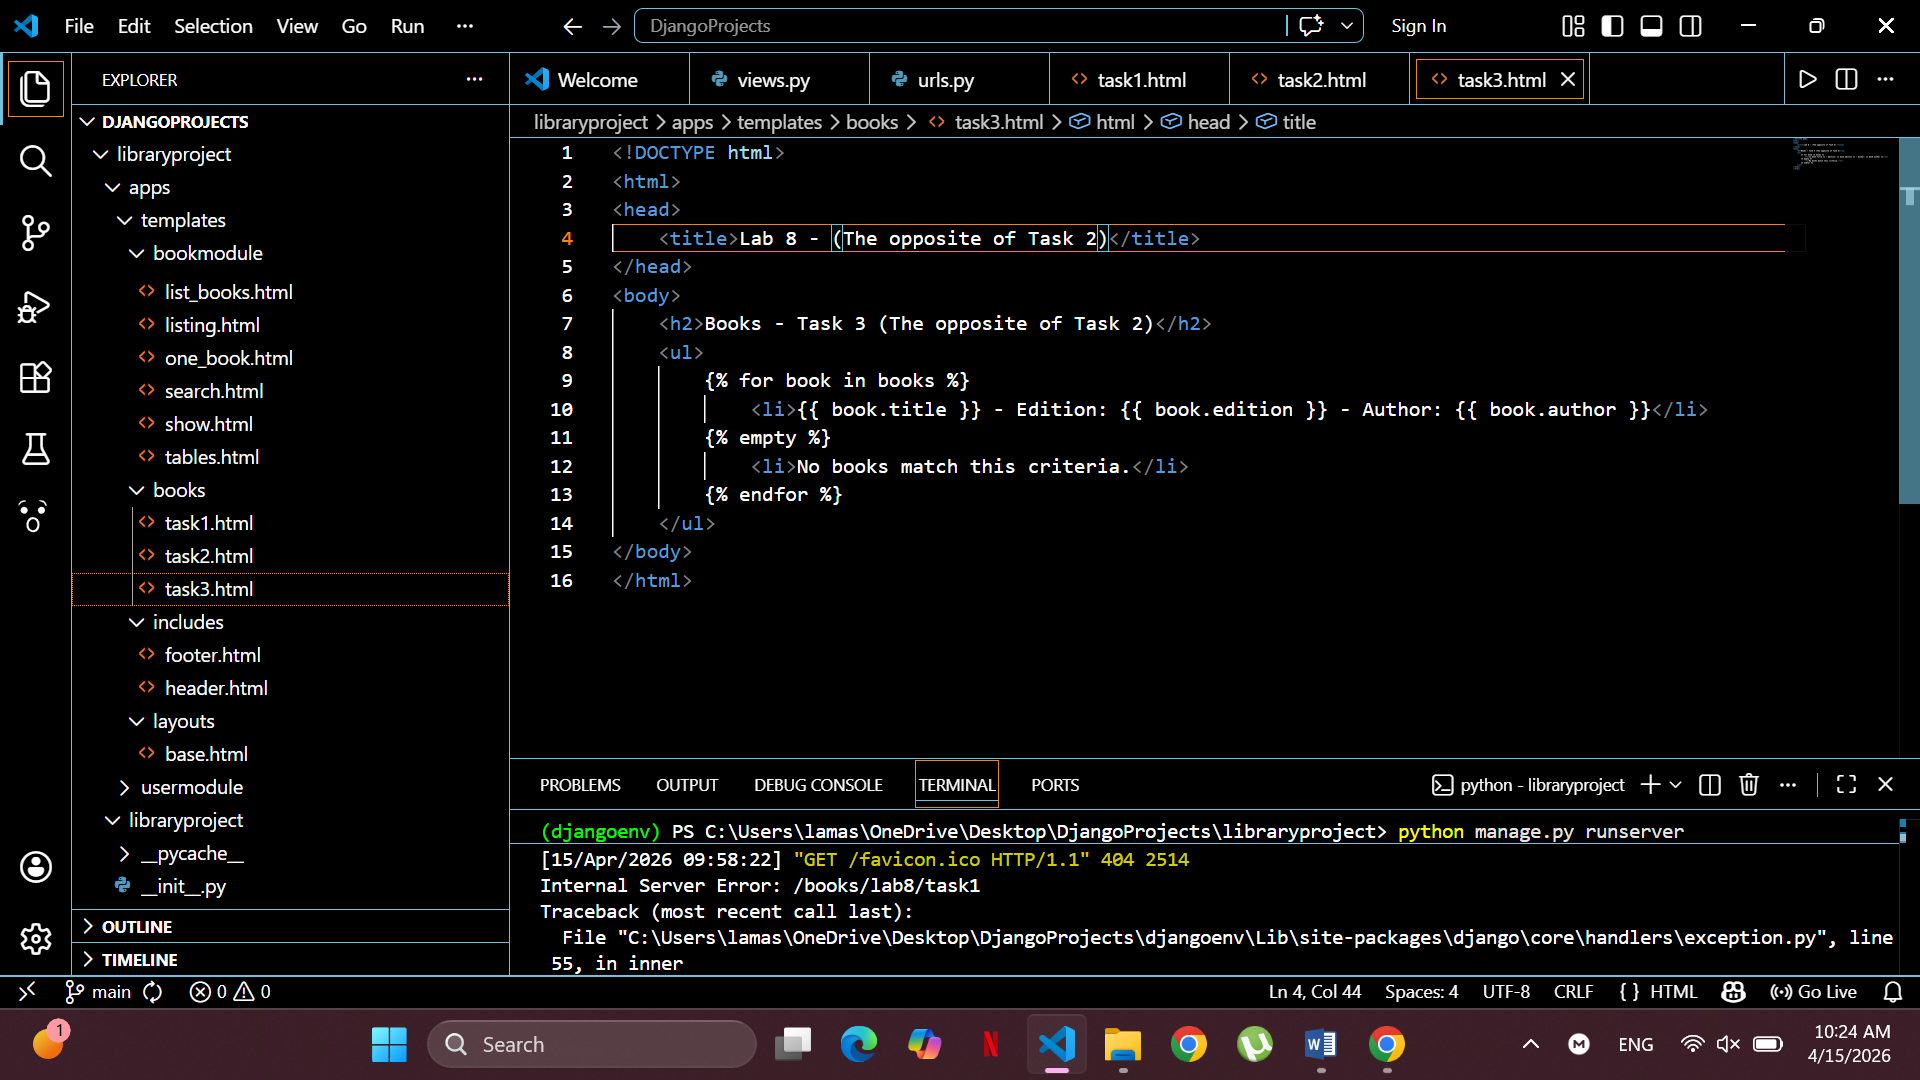 File Edit Selection View Go Run ···
DjangoProjects
Sign In
EXPLORER
DJANGOPROJECTS
libraryproject
apps
templates
bookmodule
list_books.html
listing.html
one_book.html
search.html
show.html
tables.html
books
task1.html
task2.html
task3.html
includes
footer.html
header.html
layouts
base.html
usermodule
libraryproject
__pycache__
__init__.py
OUTLINE
TIMELINE
Welcome views.py urls.py task1.html task2.html task3.html
libraryproject > apps > templates > books > task3.html > html > head > title
1 <!DOCTYPE html>
2 <html>
3 <head>
4 <title>Lab 8 - (The opposite of Task 2)</title>
5 </head>
6 <body>
7 <h2>Books - Task 3 (The opposite of Task 2)</h2>
8 <ul>
9 {% for book in books %}
10 <li>{{ book.title }} - Edition: {{ book.edition }} - Author: {{ book.author }}</li>
11 {% empty %}
12 <li>No books match this criteria.</li>
13 {% endfor %}
14 </ul>
15 </body>
16 </html>
PROBLEMS OUTPUT DEBUG CONSOLE TERMINAL PORTS
python - libraryproject
(djangoenv) PS C:\Users\lamas\OneDrive\Desktop\DjangoProjects\libraryproject> python manage.py runserver
[15/Apr/2026 09:58:22] "GET /favicon.ico HTTP/1.1" 404 2514
Internal Server Error: /books/lab8/task1
Traceback (most recent call last):
File "C:\Users\lamas\OneDrive\Desktop\DjangoProjects\djangoenv\Lib\site-packages\django\core\handlers\exception.py", line
55, in inner
main 0 0
Ln 4, Col 44 Spaces: 4 UTF-8 CRLF {} HTML Go Live
1
Search
ENG
10:24 AM
4/15/2026